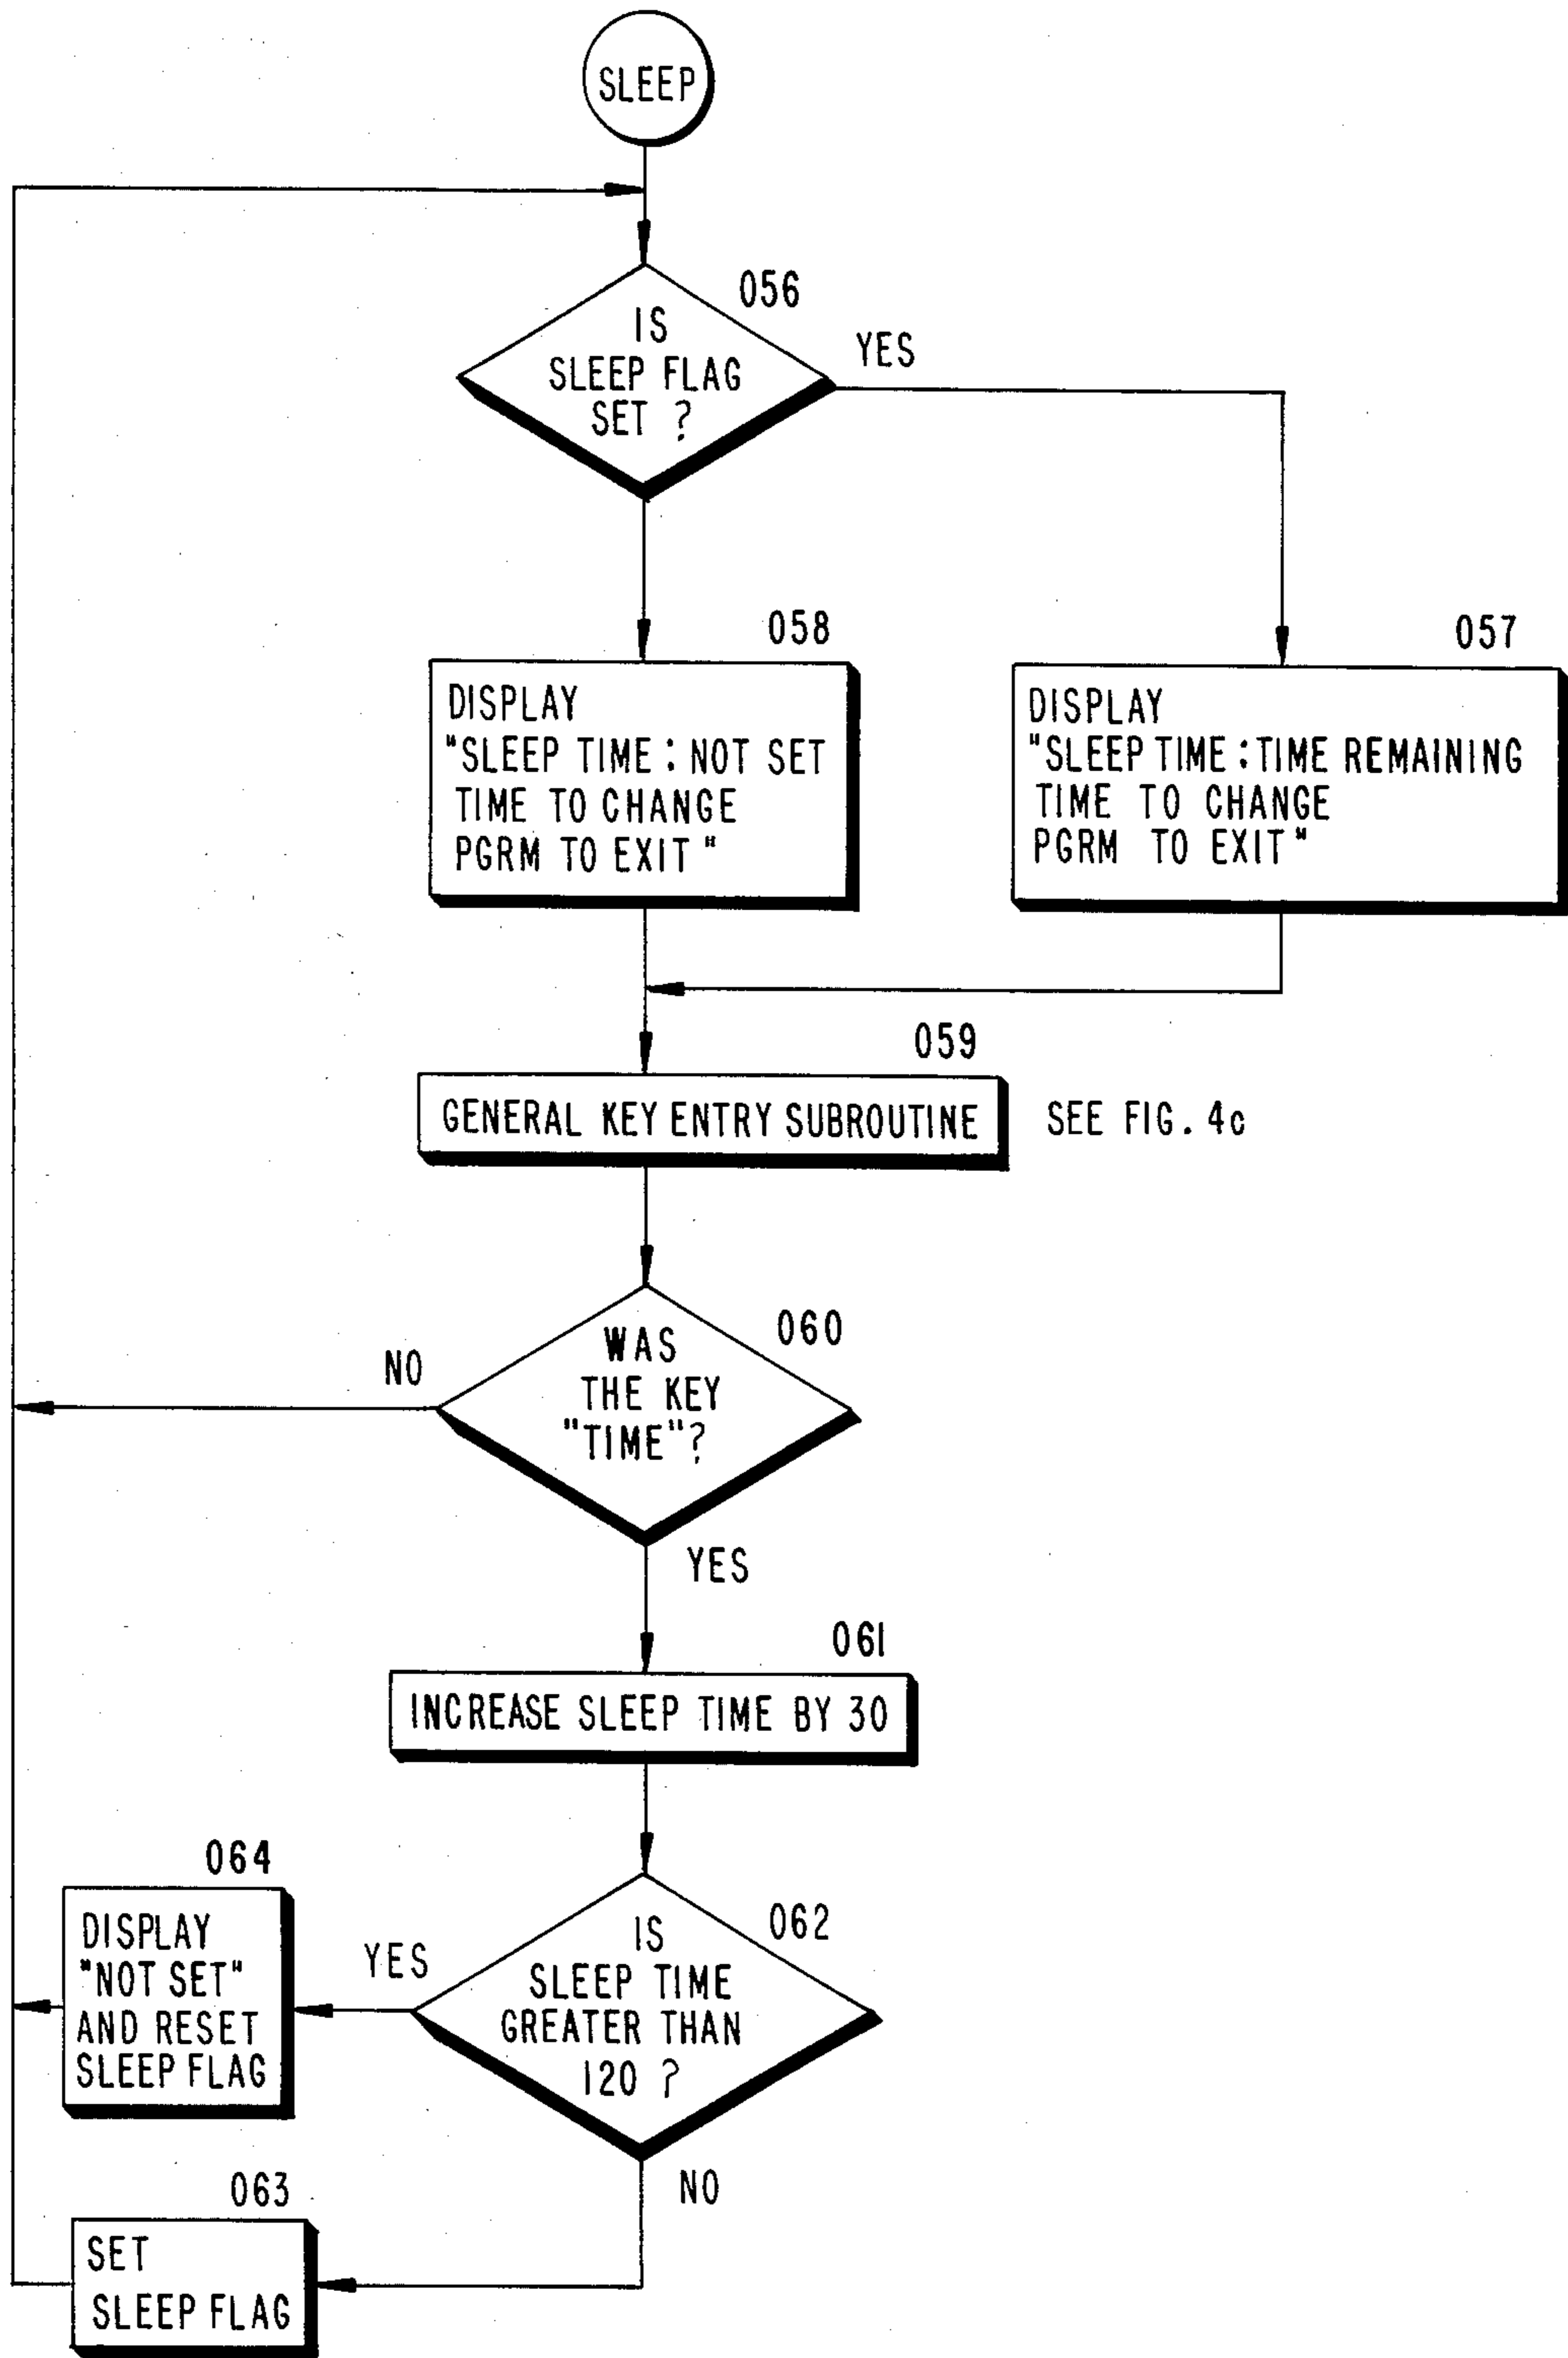 SLEEP
056
IS
SLEEP FLAG
SET ?
YES
058
DISPLAY
"SLEEP TIME : NOT SET
TIME TO CHANGE
PGRM TO EXIT "
057
DISPLAY
"SLEEP TIME : TIME REMAINING
TIME TO CHANGE
PGRM TO EXIT"
059
GENERAL KEY ENTRY SUBROUTINE
SEE FIG. 4c
060
WAS
THE KEY
"TIME"?
NO
YES
061
INCREASE SLEEP TIME BY 30
062
IS
SLEEP TIME
GREATER THAN
120 ?
YES
064
DISPLAY
"NOT SET"
AND RESET
SLEEP FLAG
NO
063
SET
SLEEP FLAG